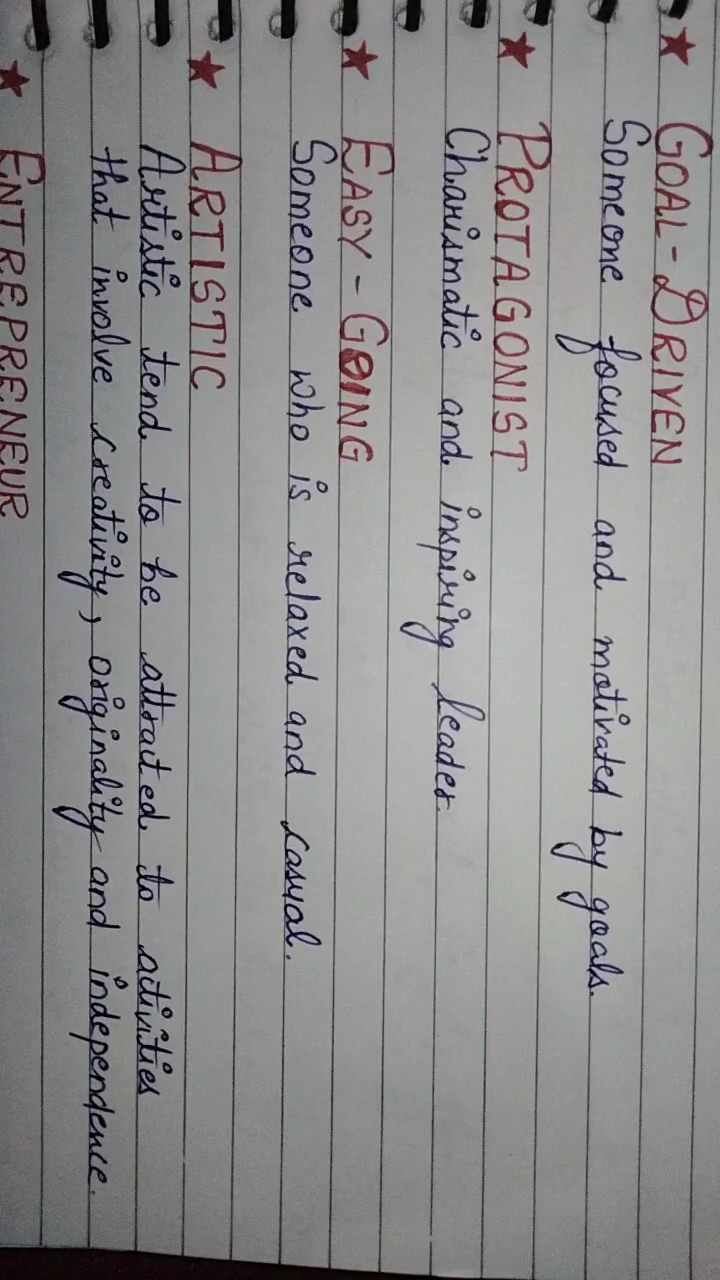 ★ GOAL-DRIVEN
Someone focused and motivated by goals.
★ PROTAGONIST
Charismatic and inspiring leader.
★ EASY-GOING
Someone who is relaxed and casual.
★ ARTISTIC
Artistic tend to be attracted to activities
that involve creativity, originality and independence.
★ ENTREPRENEUR